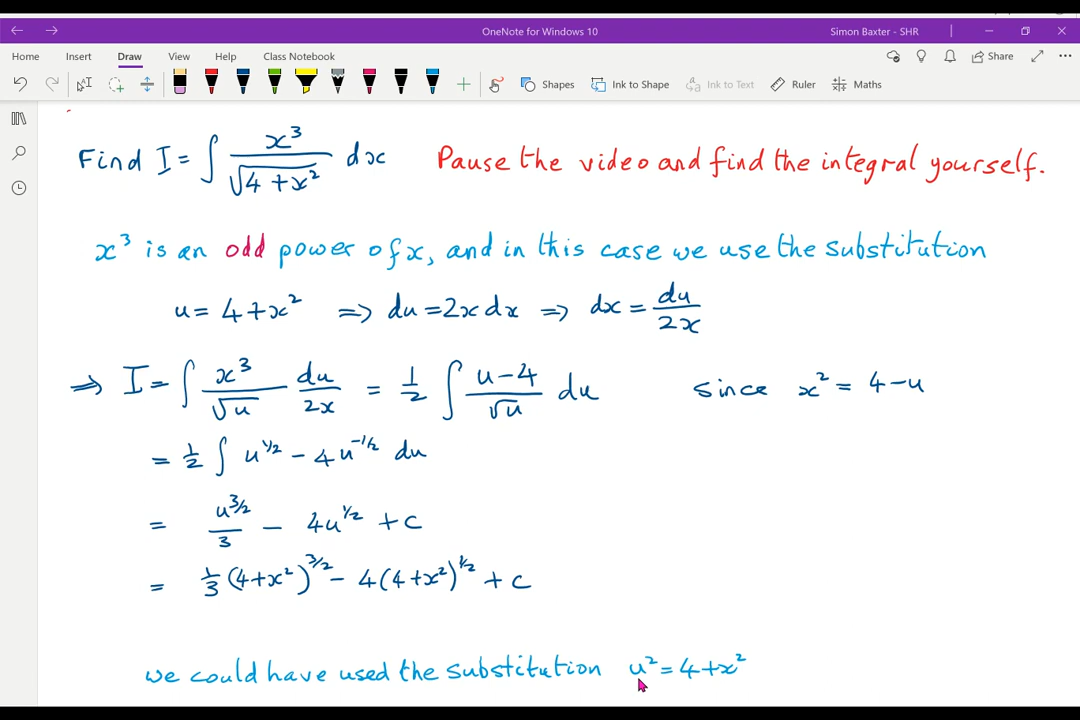 OneNote for Windows 10
Simon Baxter - SHR
Home Insert Draw View Help Class Notebook Share
Shapes Ink to Shape Ink to Text Ruler Maths
Find I = ∫ x³/√(4+x²) dx Pause the video and find the integral yourself.
x³ is an odd power of x, and in this case we use the substitution
u = 4+x² => du = 2x dx => dx = du/2x
=> I = ∫ x³/√u du/2x = 1/2 ∫ (u-4)/√u du since x² = 4-u
= 1/2 ∫ u^(1/2) - 4u^(-1/2) du
= u^(3/2)/3 - 4u^(1/2) + c
= 1/3 (4+x²)^(3/2) - 4(4+x²)^(1/2) + c
we could have used the substitution u² = 4+x²